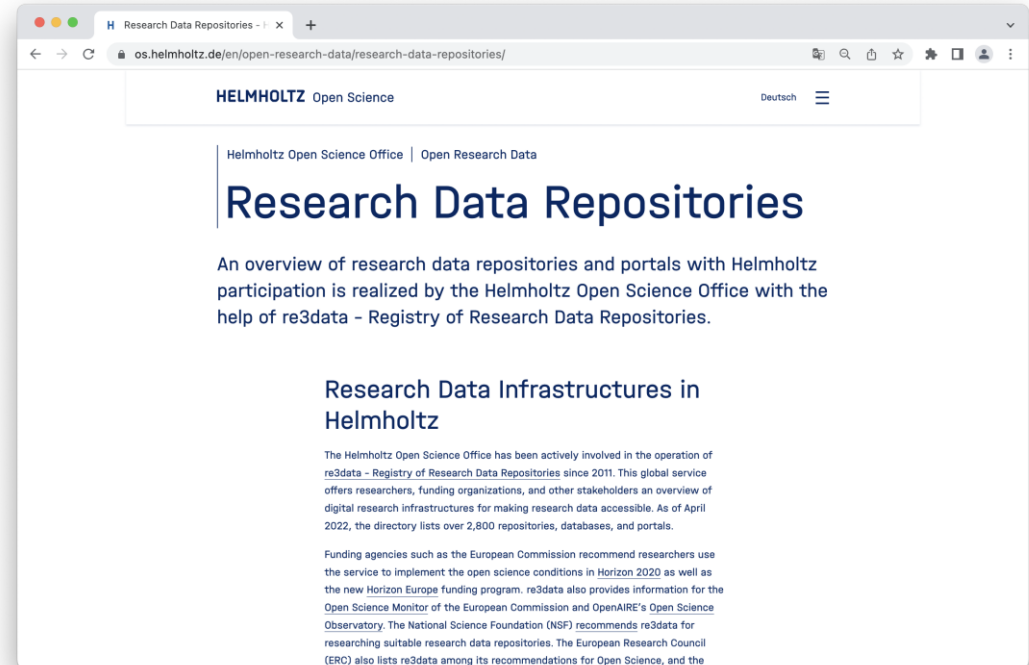 Research Data Repositories - H
os.helmholtz.de/en/open-research-data/research-data-repositories/
HELMHOLTZ Open Science
Deutsch
Helmholtz Open Science Office | Open Research Data
Research Data Repositories
An overview of research data repositories and portals with Helmholtz
participation is realized by the Helmholtz Open Science Office with the
help of re3data – Registry of Research Data Repositories.
Research Data Infrastructures in
Helmholtz
The Helmholtz Open Science Office has been actively involved in the operation of
re3data – Registry of Research Data Repositories since 2011. This global service
offers researchers, funding organizations, and other stakeholders an overview of
digital research infrastructures for making research data accessible. As of April
2022, the directory lists over 2,800 repositories, databases, and portals.
Funding agencies such as the European Commission recommend researchers use
the service to implement the open science conditions in Horizon 2020 as well as
the new Horizon Europe funding program. re3data also provides information for the
Open Science Monitor of the European Commission and OpenAIRE's Open Science
Observatory. The National Science Foundation (NSF) recommends re3data for
researching suitable research data repositories. The European Research Council
(ERC) also lists re3data among its recommendations for Open Science, and the